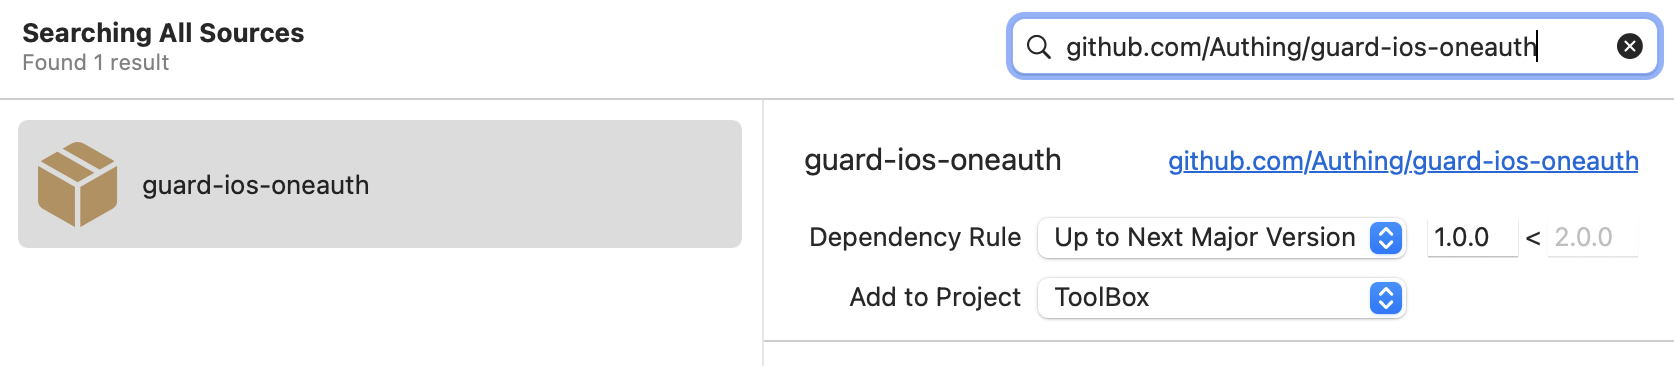 Searching All Sources
Found 1 result
github.com/Authing/guard-ios-oneauth
guard-ios-oneauth
guard-ios-oneauth github.com/Authing/guard-ios-oneauth
Dependency Rule Up to Next Major Version 1.0.0 < 2.0.0
Add to Project ToolBox